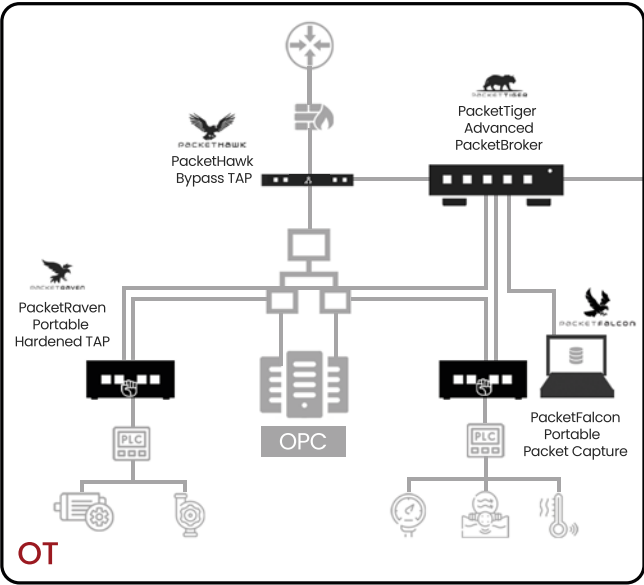 PACKETTIGER
PacketTiger
Advanced
PacketBroker
PACKETHAWK
PacketHawk
Bypass TAP
PACKETRAVEN
PacketRaven
Portable
Hardened TAP
PACKETFALCON
OPC
PacketFalcon
Portable
Packet Capture
PLC
PLC
OT